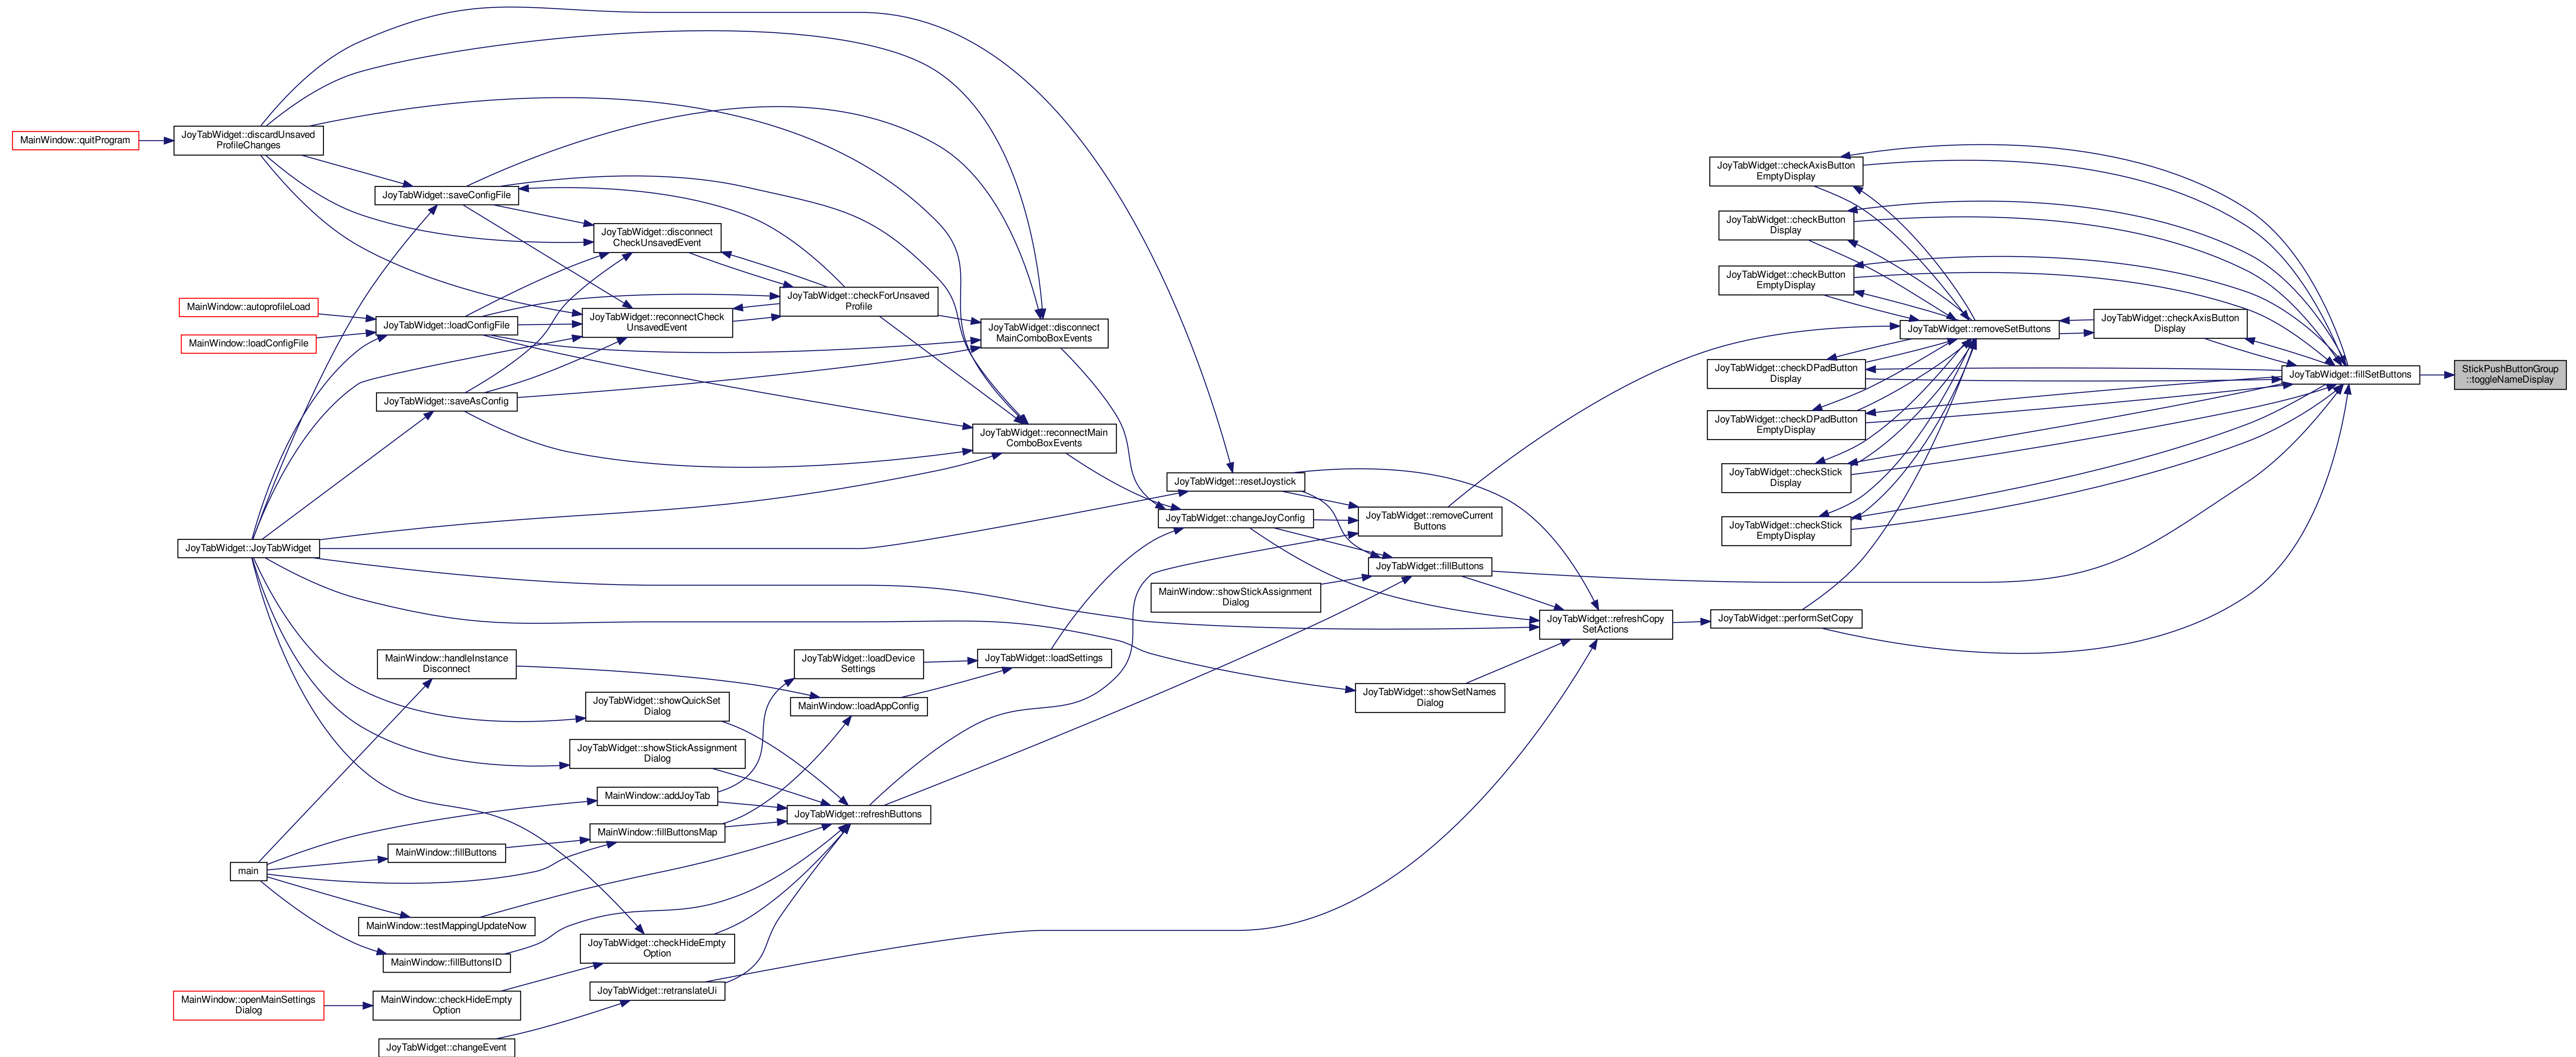 MainWindow::quitProgram
JoyTabWidget::discardUnsaved
ProfileChanges
JoyTabWidget::saveConfigFile
JoyTabWidget::disconnect
CheckUnsavedEvent
MainWindow::autoprofileLoad
MainWindow::loadConfigFile
JoyTabWidget::loadConfigFile
JoyTabWidget::reconnectCheck
UnsavedEvent
JoyTabWidget::checkForUnsaved
Profile
JoyTabWidget::disconnect
MainComboBoxEvents
JoyTabWidget::saveAsConfig
JoyTabWidget::reconnectMain
ComboBoxEvents
JoyTabWidget::JoyTabWidget
JoyTabWidget::resetJoystick
JoyTabWidget::changeJoyConfig
JoyTabWidget::removeCurrent
Buttons
JoyTabWidget::fillButtons
MainWindow::showStickAssignment
Dialog
JoyTabWidget::refreshCopy
SetActions
JoyTabWidget::performSetCopy
MainWindow::handleInstance
Disconnect
JoyTabWidget::loadDevice
Settings
JoyTabWidget::loadSettings
MainWindow::loadAppConfig
JoyTabWidget::showSetNames
Dialog
JoyTabWidget::showQuickSet
Dialog
JoyTabWidget::showStickAssignment
Dialog
MainWindow::addJoyTab
JoyTabWidget::refreshButtons
MainWindow::fillButtonsMap
MainWindow::fillButtons
main
MainWindow::testMappingUpdateNow
JoyTabWidget::checkHideEmpty
Option
MainWindow::fillButtonsID
JoyTabWidget::retranslateUi
MainWindow::openMainSettings
Dialog
MainWindow::checkHideEmpty
Option
JoyTabWidget::changeEvent
JoyTabWidget::checkAxisButton
EmptyDisplay
JoyTabWidget::checkButton
Display
JoyTabWidget::checkButton
EmptyDisplay
JoyTabWidget::removeSetButtons
JoyTabWidget::checkAxisButton
Display
JoyTabWidget::checkDPadButton
Display
JoyTabWidget::checkDPadButton
EmptyDisplay
JoyTabWidget::checkStick
Display
JoyTabWidget::checkStick
EmptyDisplay
JoyTabWidget::fillSetButtons
StickPushButtonGroup
::toggleNameDisplay